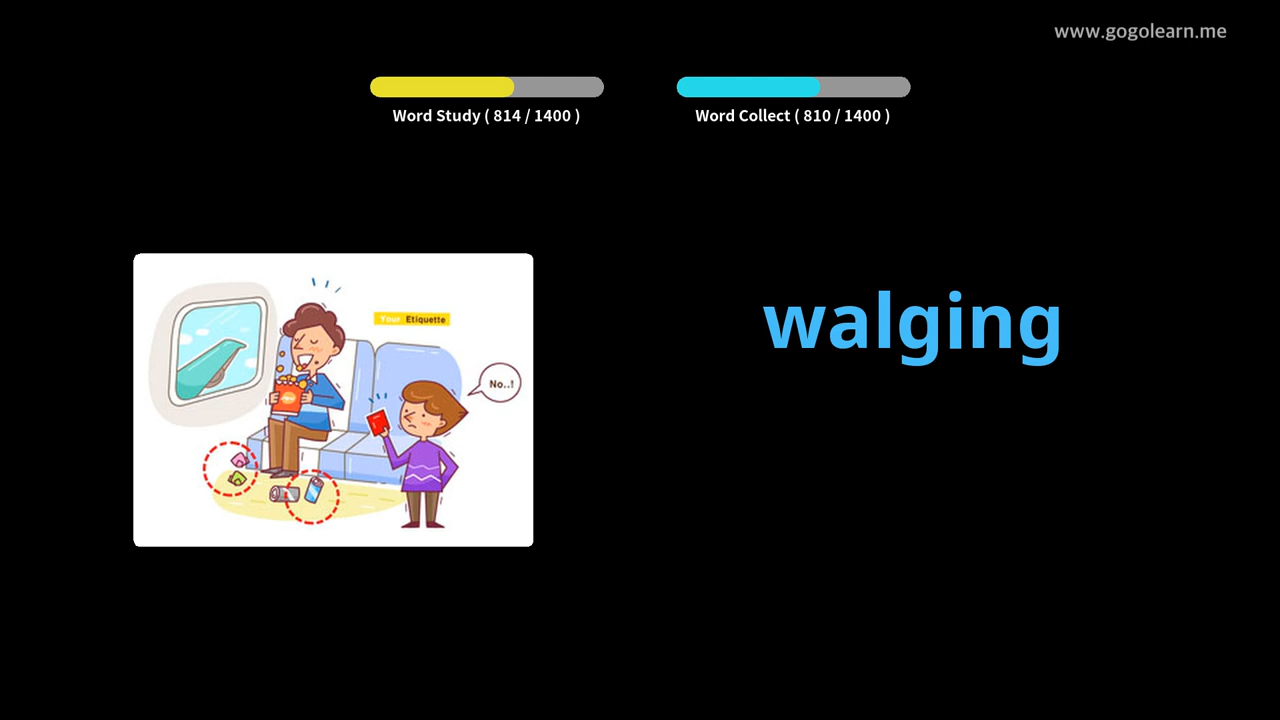 www.gogolearn.me
Word Study ( 814 / 1400 )
Word Collect ( 810 / 1400 )
walging
Your Etiquette
No..!